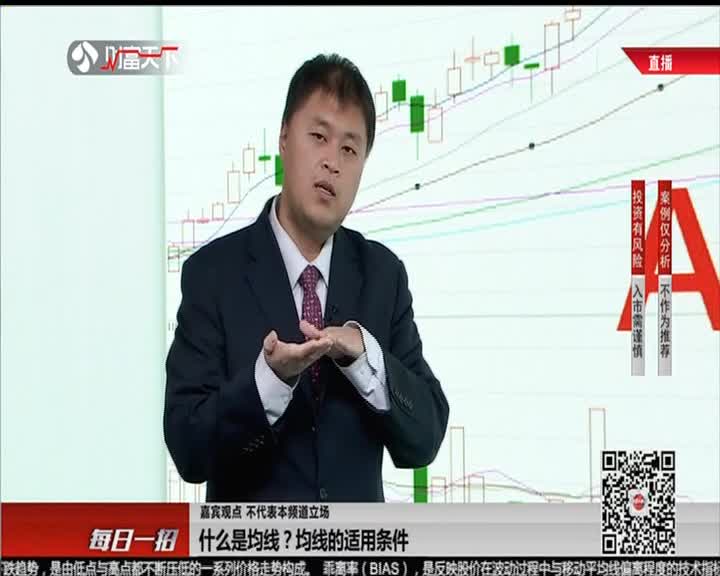 财富天下
直播
案例仅分析 不作为推荐
投资有风险 入市需谨慎
A
嘉宾观点 不代表本频道立场
每日一招
什么是均线？均线的适用条件
跌趋势，是由低点与高点都不断压低的一系列价格走势构成。 乖离率（BIAS），是反映股价在波动过程中与移动平均线偏离程度的技术指标